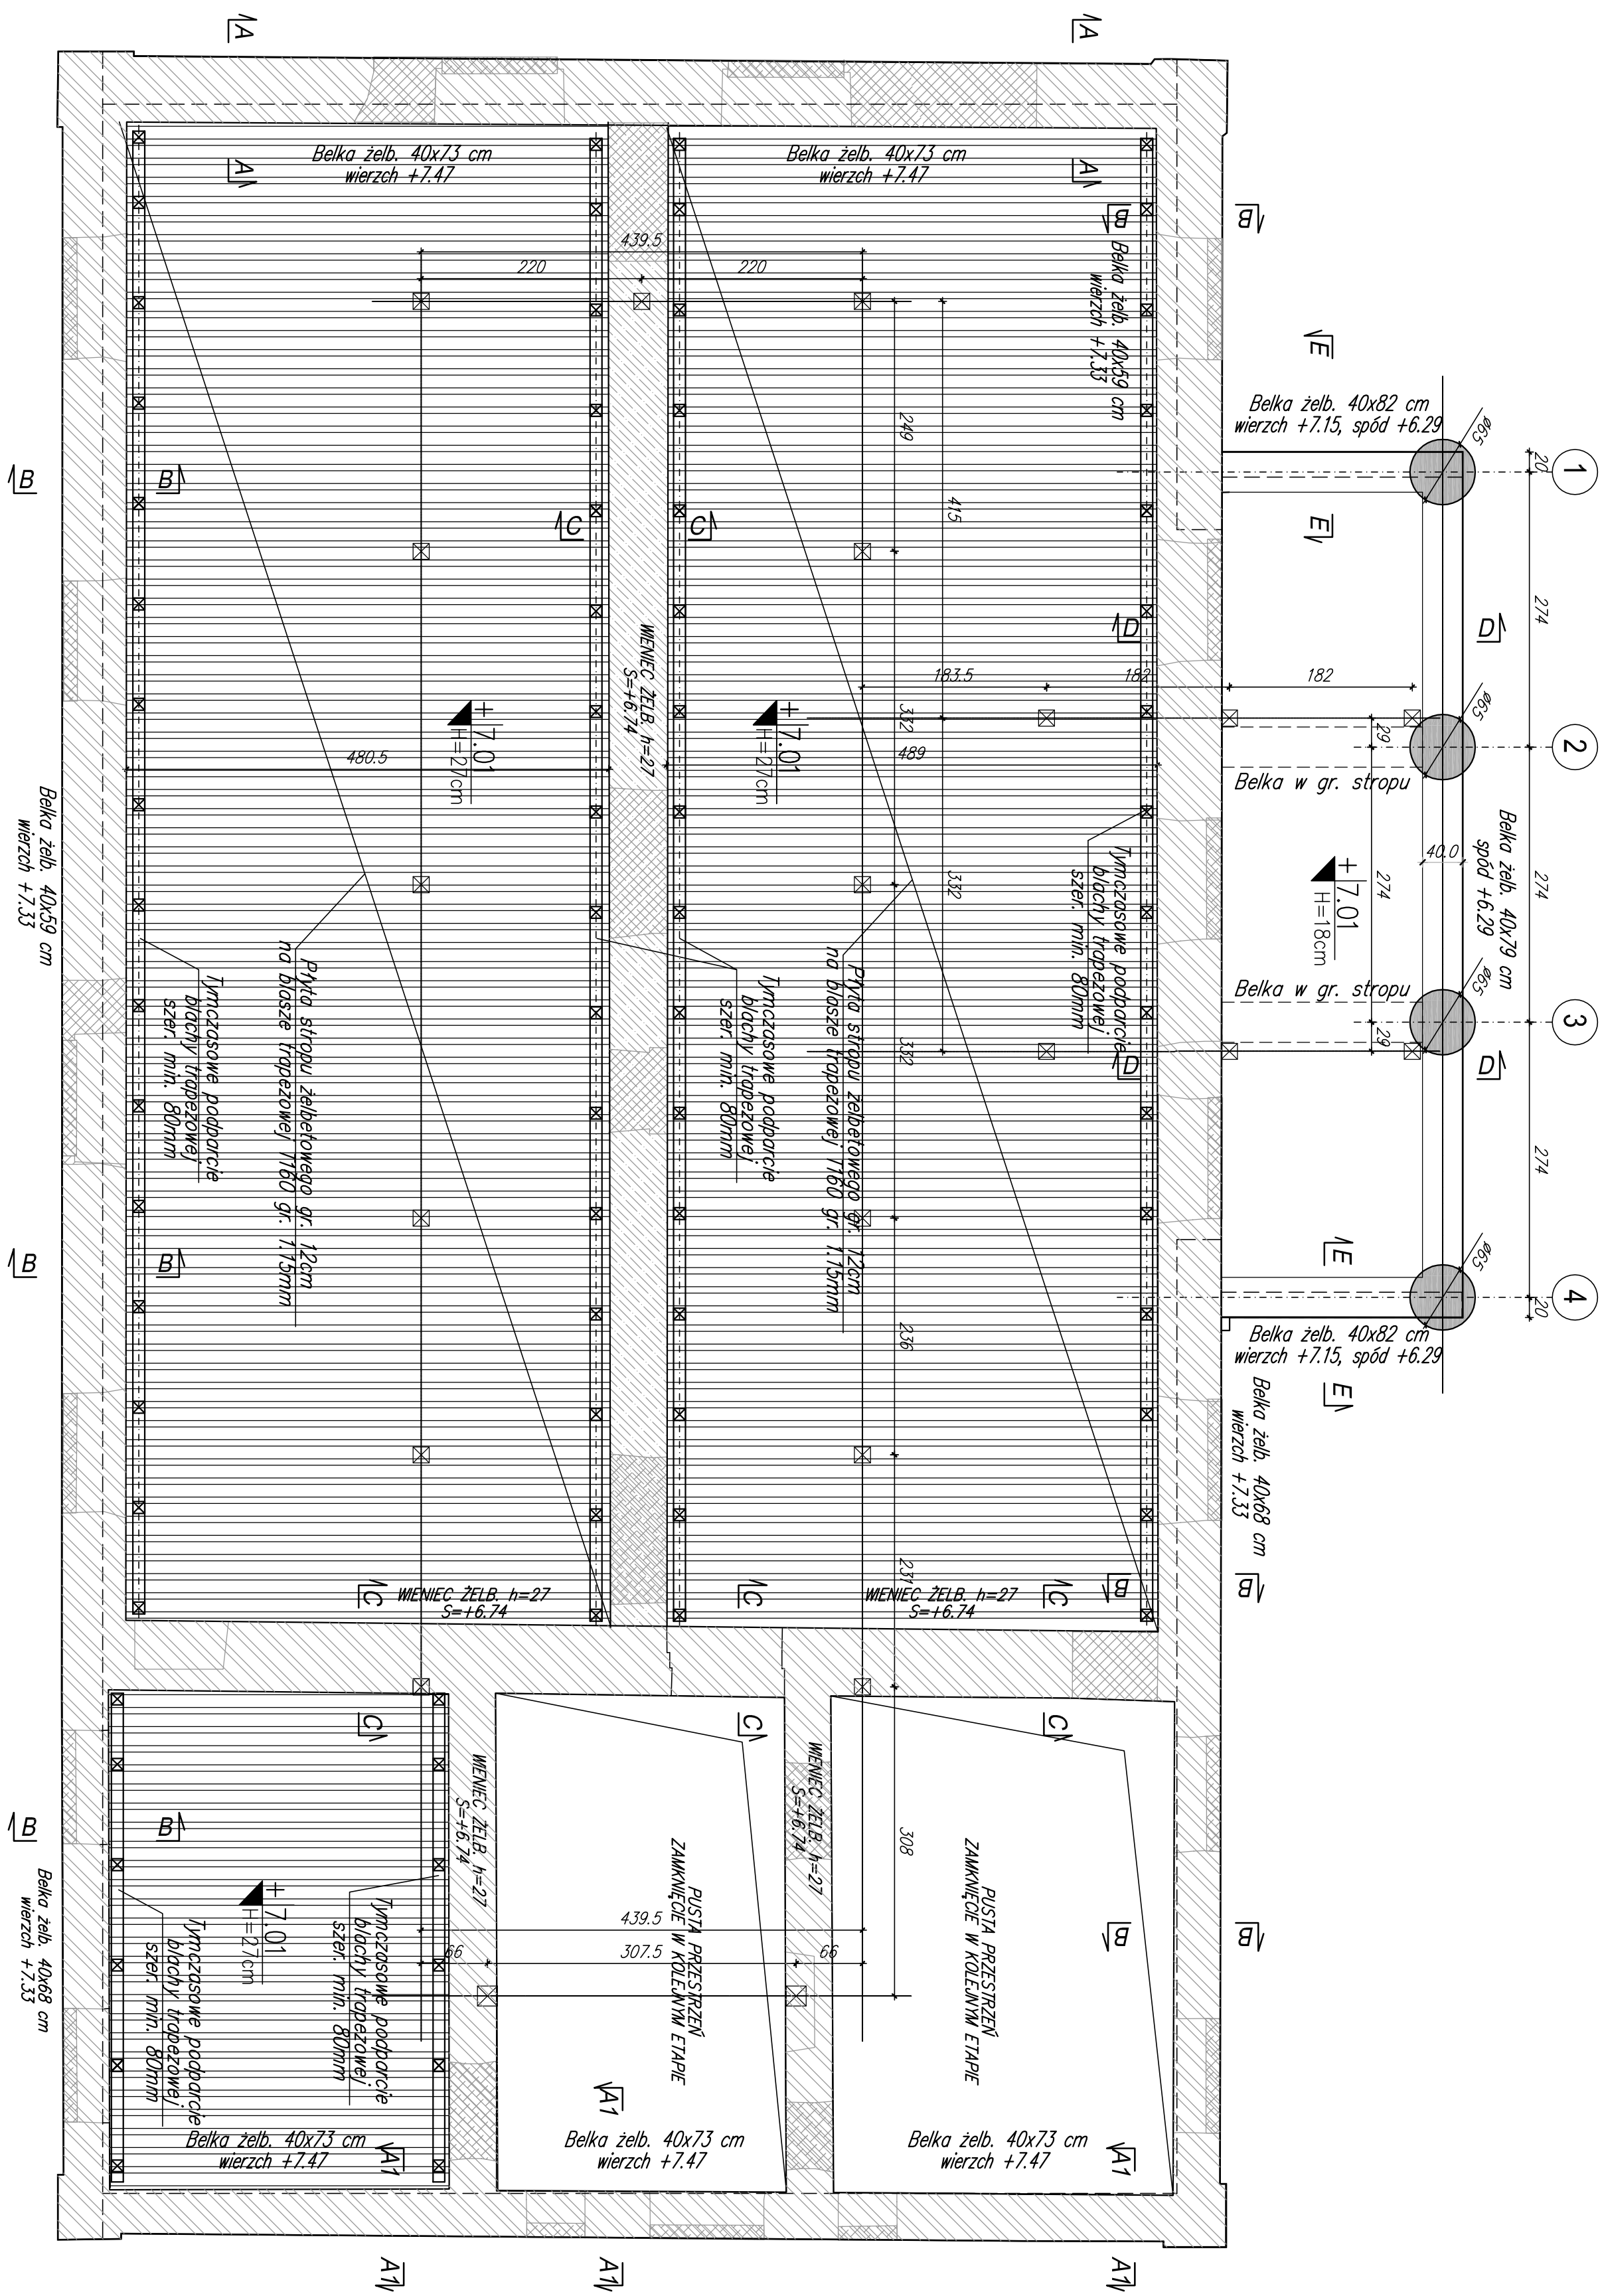 A
A
Belka żelb. 40x73 cm
wierzch +7.47
Belka żelb. 40x73 cm
wierzch +7.47
A
A
B
B
Belka żelb. 40x59 cm
wierzch +7.33
439.5
220
220
249
415
E
Belka żelb. 40x82 cm
wierzch +7.15, spód +6.29
ø65
20
1
E
B
B
C
C
WIENIEC ŻELB. h=27
S=+6.74
D
D
274
183.5
182
182
332
29
ø65
2
Belka w gr. stropu
+7.01
H=27cm
+7.01
H=27cm
480.5
489
Belka żelb. 40x59 cm
wierzch +7.33
Belka żelb. 40x79 cm
spód +6.29
40.0
+7.01
H=18cm
274
274
332
Tymczasowe podparcie
blachy trapezowej
szer. min. 80mm
Belka w gr. stropu
ø65
3
29
332
D
D
Płyta stropu żelbetowego gr. 12cm
na blasze trapezowej T160 gr. 1.15mm
Płyta stropu żelbetowego gr. 12cm
na blasze trapezowej T160 gr. 1.15mm
Tymczasowe podparcie
blachy trapezowej
szer. min. 80mm
Tymczasowe podparcie
blachy trapezowej
szer. min. 80mm
274
B
B
E
ø65
20
4
Belka żelb. 40x82 cm
wierzch +7.15, spód +6.29
E
236
Belka żelb. 40x68 cm
wierzch +7.33
231
C
WIENIEC ŻELB. h=27
S=+6.74
C
WIENIEC ŻELB. h=27
S=+6.74
C
B
B
C
C
C
WIENIEC ŻELB. h=27
S=+6.74
WIENIEC ŻELB. h=27
S=+6.74
B
B
308
PUSTA PRZESTRZEŃ
ZAMKNIĘCIE W KOLEJNYM ETAPIE
PUSTA PRZESTRZEŃ
ZAMKNIĘCIE W KOLEJNYM ETAPIE
+7.01
H=27cm
439.5
66
307.5
66
B
B
Belka żelb. 40x68 cm
wierzch +7.33
Tymczasowe podparcie
blachy trapezowej
szer. min. 80mm
Tymczasowe podparcie
blachy trapezowej
szer. min. 80mm
A1
Belka żelb. 40x73 cm
wierzch +7.47
A1
Belka żelb. 40x73 cm
wierzch +7.47
Belka żelb. 40x73 cm
wierzch +7.47
A1
A1
A1
A1